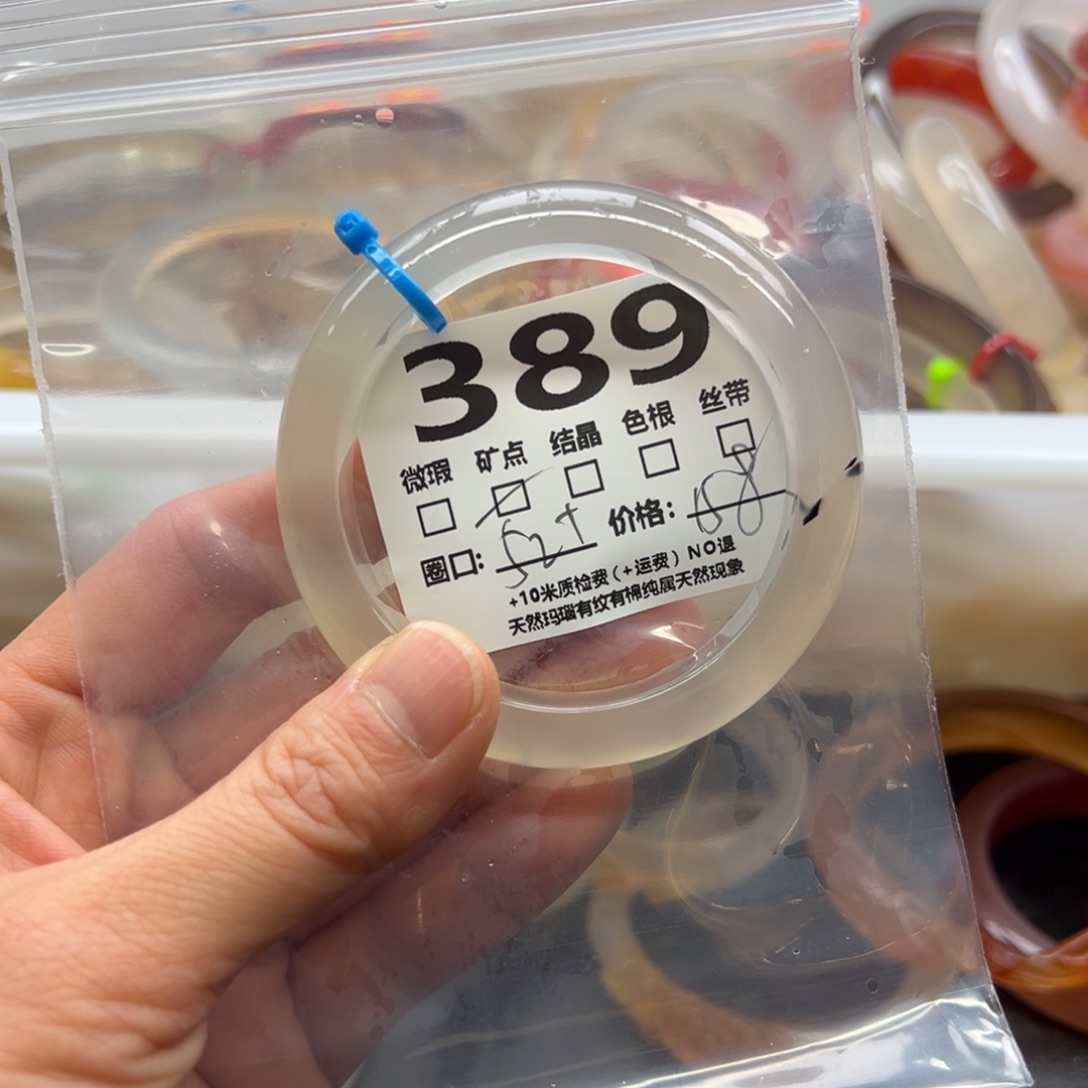 389
微瑕 矿点 结晶 色根 丝带
圈口: 52+ 价格:
+10米质检费(+运费)NO退
天然玛瑙有纹有棉纯属天然现象